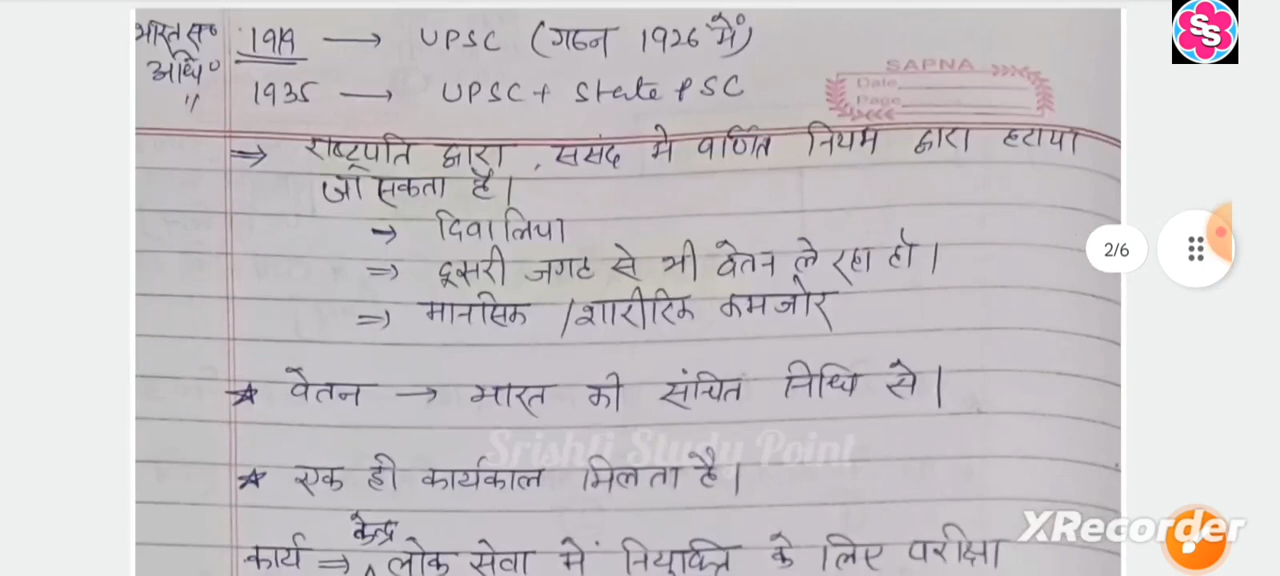 भारत स० 1919 → UPSC (गठन 1926 में)
अधि०
" 1935 → UPSC + State PSC
SAPNA
Date
Page
⇒ राष्ट्रपति द्वारा, संसद मे वर्णित नियम द्वारा हटाया
जा सकता है।
→ दिवालिया
⇒ दूसरी जगह से भी वेतन ले रहा हो।
⇒ मानसिक / शारीरिक कमजोर
★ वेतन → भारत की संचित निधि से।
Srishti Study Point
★ एक ही कार्यकाल मिलता है।
केन्द्र
कार्य ⇒ ^ लोक सेवा में नियुक्ति के लिए परीक्षा
SS
2/6
XRecorder